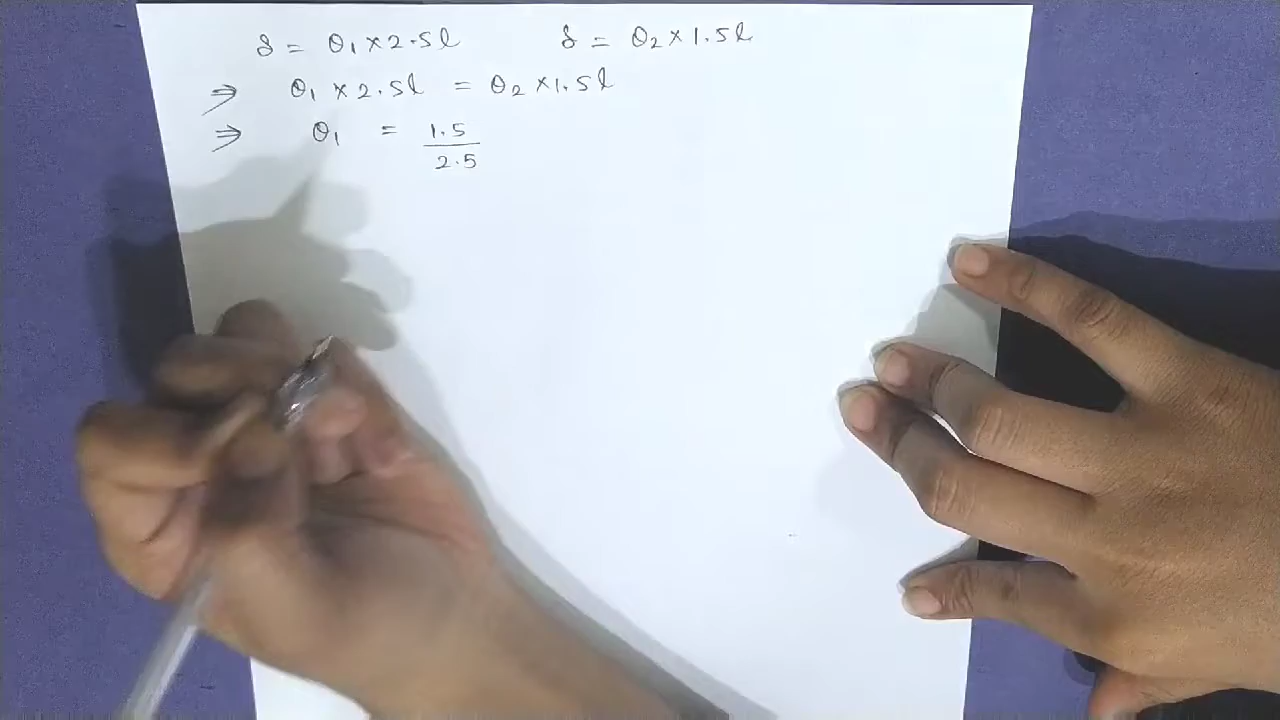 δ = θ₁ × 2.5l δ = θ₂ × 1.5l
⇒ θ₁ × 2.5l = θ₂ × 1.5l
⇒ θ₁ = 1.5/2.5